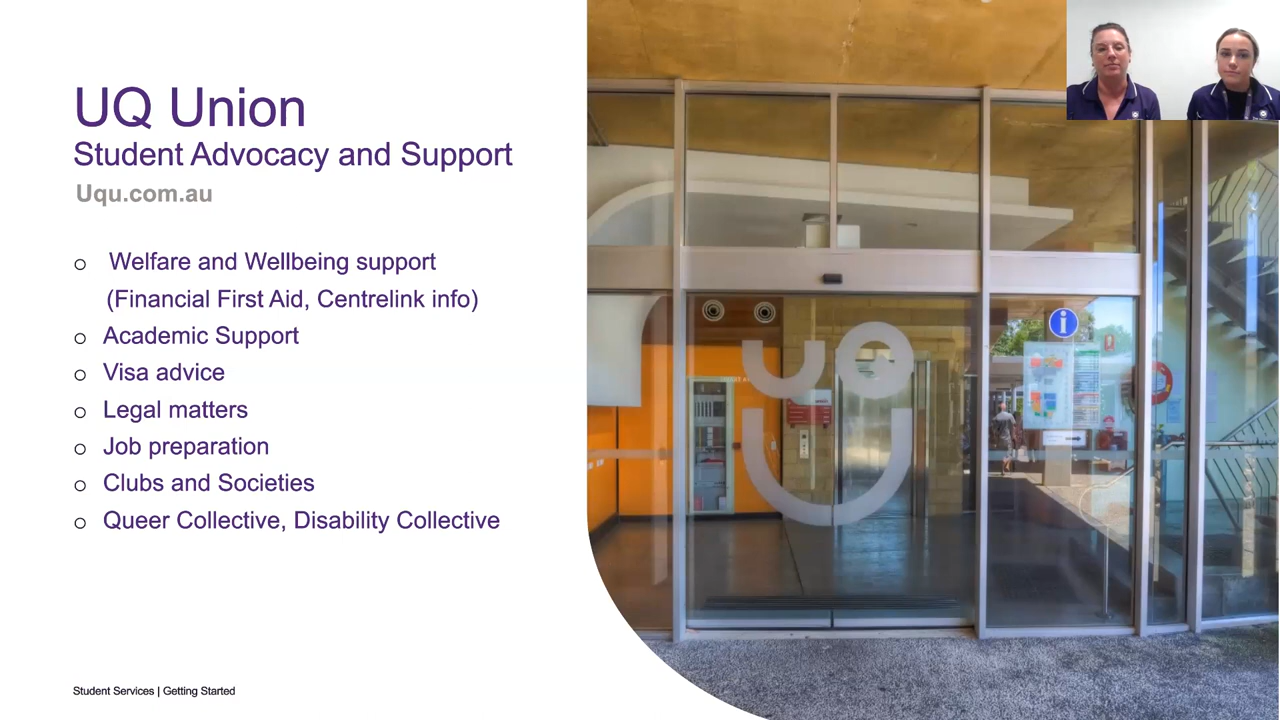 UQ Union
Student Advocacy and Support
Uqu.com.au
o Welfare and Wellbeing support
(Financial First Aid, Centrelink info)
o Academic Support
o Visa advice
o Legal matters
o Job preparation
o Clubs and Societies
o Queer Collective, Disability Collective
Student Services | Getting Started
uq
U
i